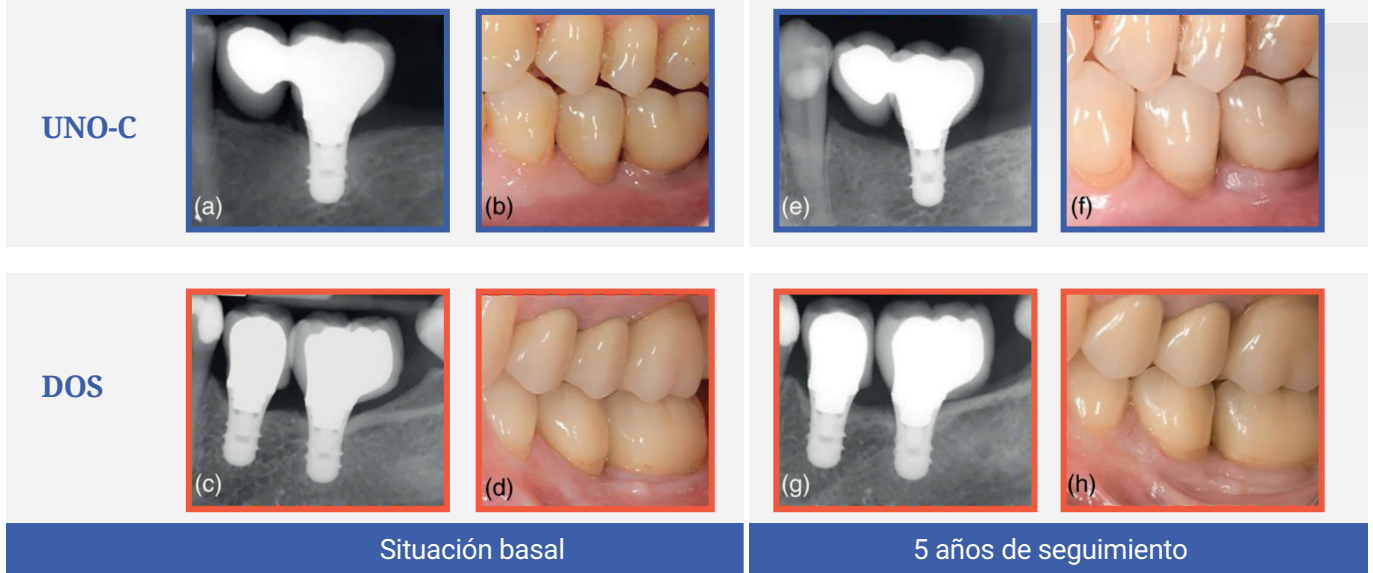 UNO-C
(a)
(b)
(e)
(f)
DOS
(c)
(d)
(g)
(h)
Situación basal
5 años de seguimiento